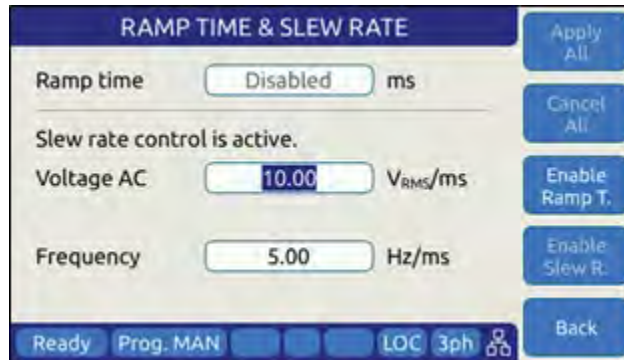 RAMP TIME & SLEW RATE
Ramp time Disabled ms
Slew rate control is active.
Voltage AC 10.00 VRMS/ms
Frequency 5.00 Hz/ms
Apply All
Cancel All
Enable Ramp T.
Enable Slew R.
Back
Ready Prog. MAN LOC 3ph